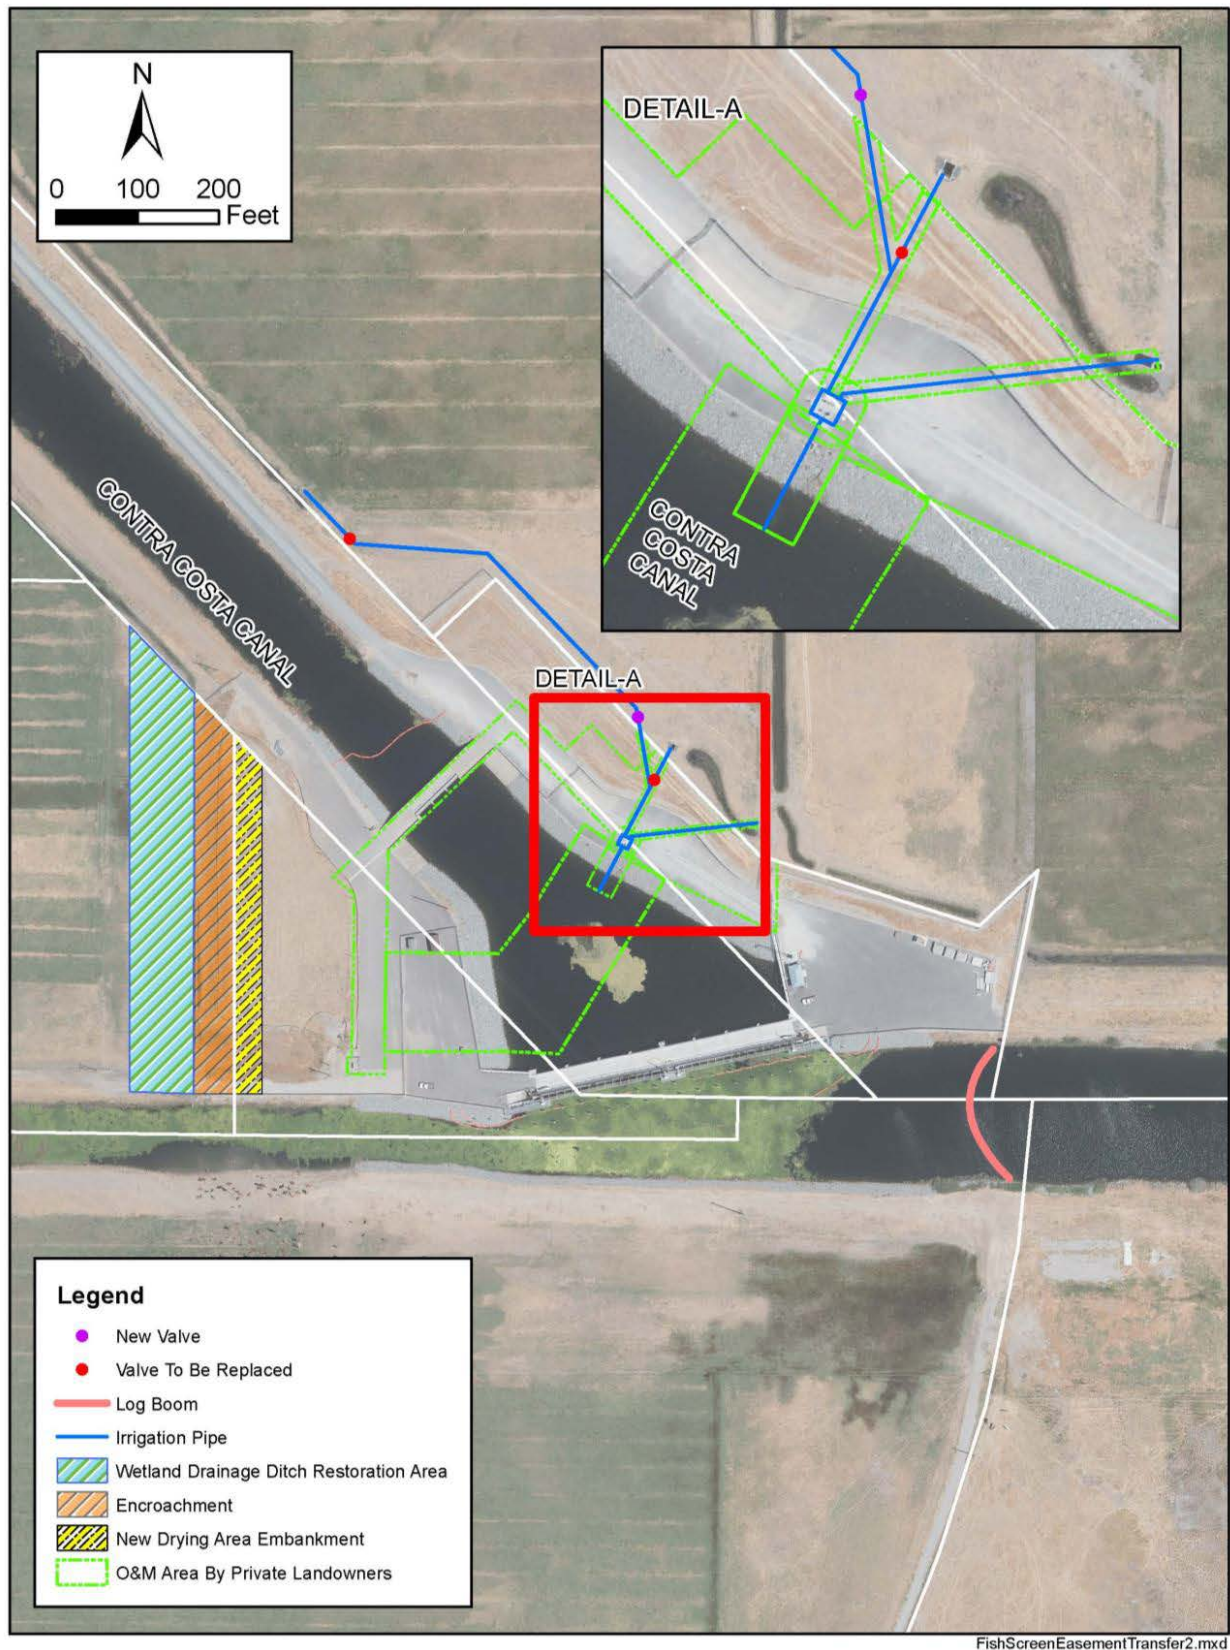 N
0 100 200
Feet
DETAIL-A
CONTRA
COSTA
CANAL
CONTRA COSTA CANAL
DETAIL-A
Legend
New Valve
Valve To Be Replaced
Log Boom
Irrigation Pipe
Wetland Drainage Ditch Restoration Area
Encroachment
New Drying Area Embankment
O&M Area By Private Landowners
FishScreenEasementTransfer2.mxd